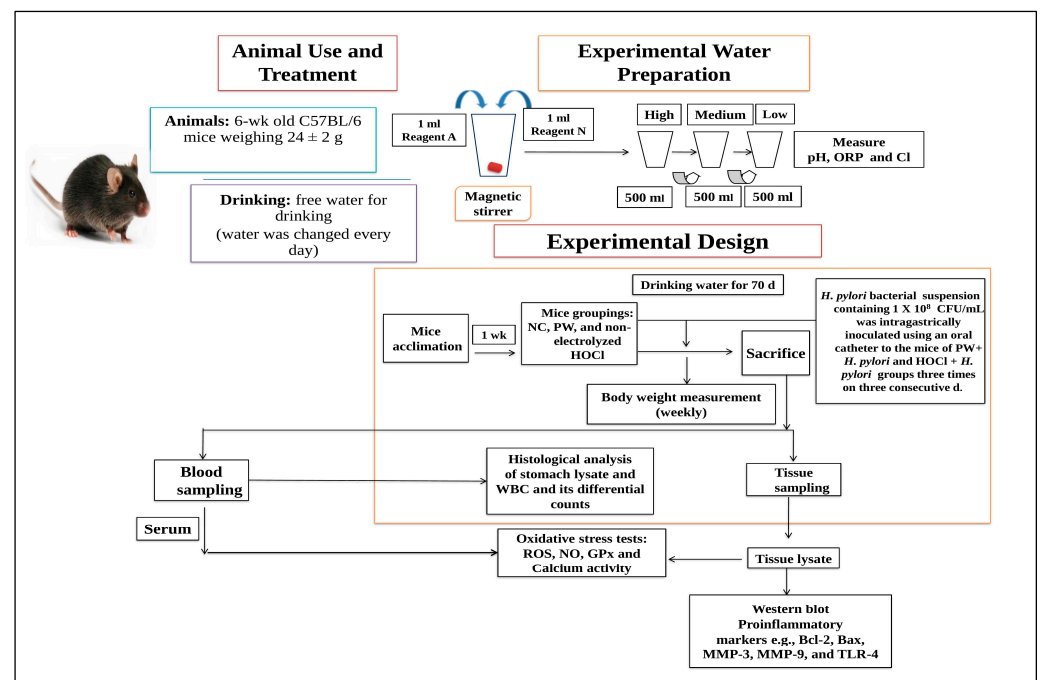 Animal Use and
Treatment
Experimental Water
Preparation
Animals: 6-wk old C57BL/6
mice weighing 24 ± 2 g
1 ml
Reagent A
1 ml
Reagent N
High
Medium
Low
Measure
pH, ORP and Cl
Drinking: free water for
drinking
(water was changed every
day)
Magnetic
stirrer
500 ml
500 ml
500 ml
Experimental Design
Drinking water for 70 d
Mice
acclimation
1 wk
Mice groupings:
NC, PW, and non-
electrolyzed
HOCl
Sacrifice
H. pylori bacterial suspension
containing 1 X 10⁸ CFU/mL
was intragastrically
inoculated using an oral
catheter to the mice of PW+
H. pylori and HOCl + H.
pylori groups three times
on three consecutive d.
Body weight measurement
(weekly)
Blood
sampling
Histological analysis
of stomach lysate and
WBC and its differential
counts
Tissue
sampling
Serum
Oxidative stress tests:
ROS, NO, GPx and
Calcium activity
Tissue lysate
Western blot
Proinflammatory
markers e.g., Bcl-2, Bax,
MMP-3, MMP-9, and TLR-4